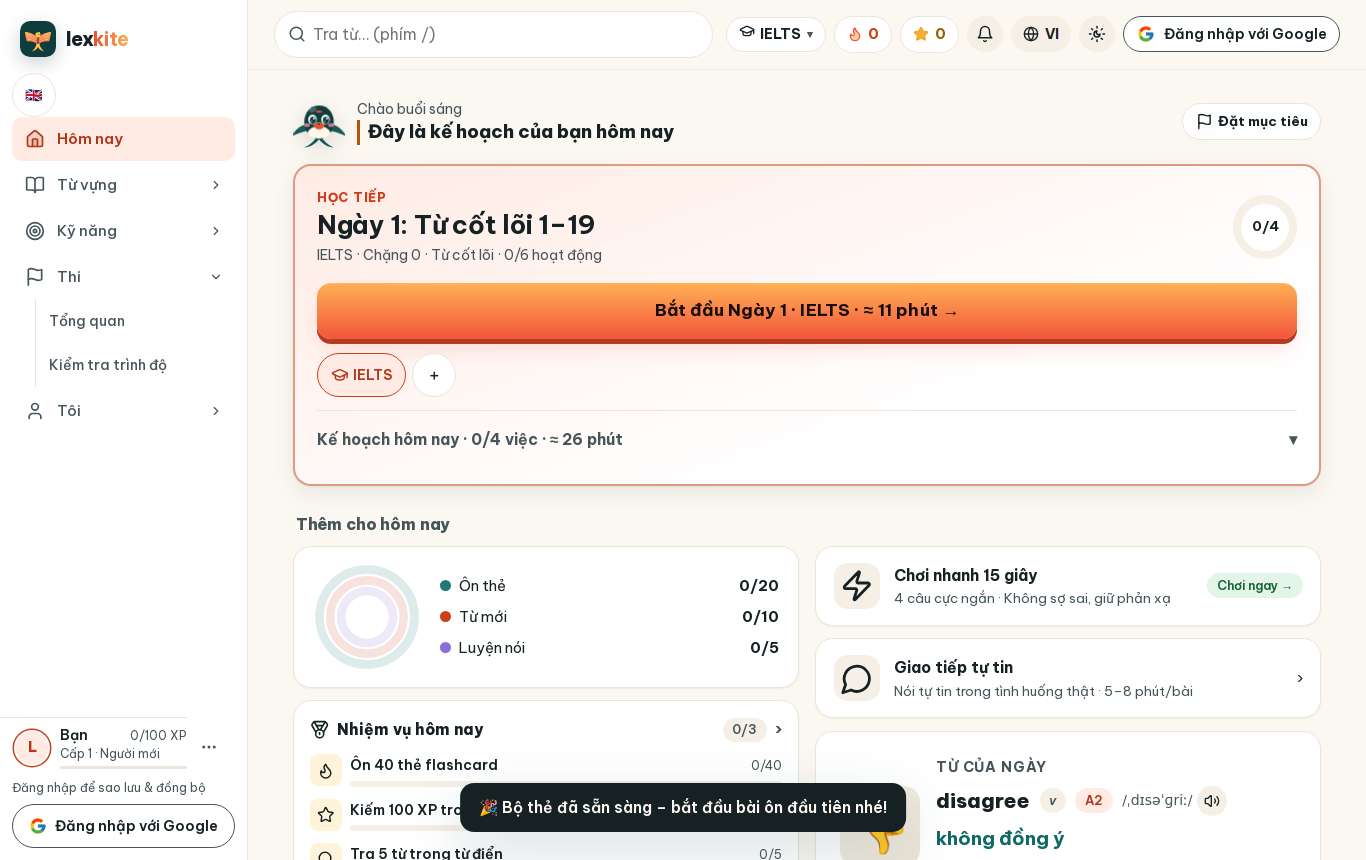 lexkite
Tra từ... (phím /)
IELTS ▾
0
0
VI
Đăng nhập với Google
Hôm nay
Từ vựng
Kỹ năng
Thi
Tổng quan
Kiểm tra trình độ
Tôi
L
Bạn
0/100 XP
Cấp 1 · Người mới
Đăng nhập để sao lưu & đồng bộ
Đăng nhập với Google
Chào buổi sáng
Đây là kế hoạch của bạn hôm nay
Đặt mục tiêu
HỌC TIẾP
Ngày 1: Từ cốt lõi 1–19
IELTS · Chặng 0 · Từ cốt lõi · 0/6 hoạt động
0/4
Bắt đầu Ngày 1 · IELTS · ≈ 11 phút →
IELTS
+
Kế hoạch hôm nay · 0/4 việc · ≈ 26 phút
Thêm cho hôm nay
Ôn thẻ 0/20
Từ mới 0/10
Luyện nói 0/5
Nhiệm vụ hôm nay
0/3
Ôn 40 thẻ flashcard 0/40
Kiếm 100 XP
Tra 5 từ trong từ điển 0/5
Chơi nhanh 15 giây
4 câu cực ngắn · Không sợ sai, giữ phản xạ
Chơi ngay →
Giao tiếp tự tin
Nói tự tin trong tình huống thật · 5–8 phút/bài
TỪ CỦA NGÀY
disagree v A2 /ˌdɪsəˈɡriː/
không đồng ý
🎉 Bộ thẻ đã sẵn sàng – bắt đầu bài ôn đầu tiên nhé!